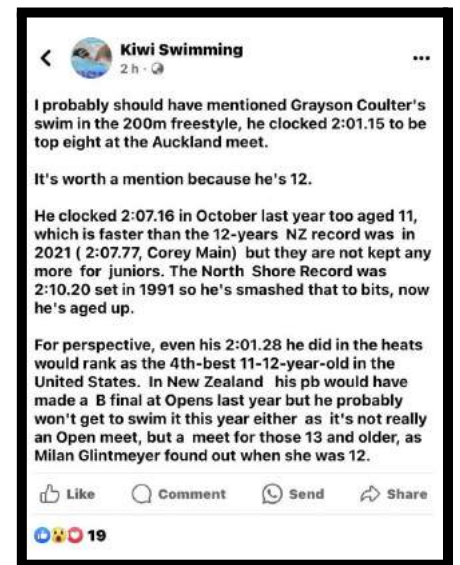 Kiwi Swimming
2 h
I probably should have mentioned Grayson Coulter's
swim in the 200m freestyle, he clocked 2:01.15 to be
top eight at the Auckland meet.
It's worth a mention because he's 12.
He clocked 2:07.16 in October last year too aged 11,
which is faster than the 12-years NZ record was in
2021 ( 2:07.77, Corey Main) but they are not kept any
more for juniors. The North Shore Record was
2:10.20 set in 1991 so he's smashed that to bits, now
he's aged up.
For perspective, even his 2:01.28 he did in the heats
would rank as the 4th-best 11-12-year-old in the
United States. In New Zealand his pb would have
made a B final at Opens last year but he probably
won't get to swim it this year either as it's not really
an Open meet, but a meet for those 13 and older, as
Milan Glintmeyer found out when she was 12.
Like Comment Send Share
19